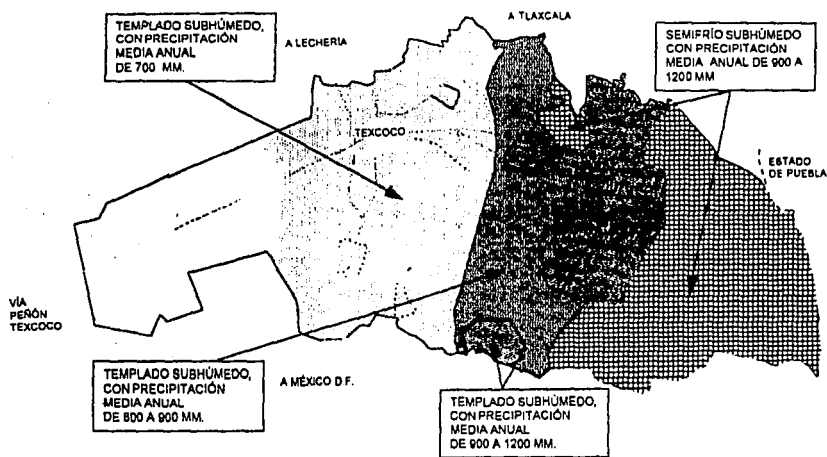 TEMPLADO SUBHÚMEDO,
CON PRECIPITACIÓN
MEDIA ANUAL
DE 700 MM.
A LECHERIA
A TLAXCALA
SEMIFRÍO SUBHÚMEDO
CON PRECIPITACIÓN
MEDIA ANUAL DE 900 A
1200 MM
TEXCOCO
ESTADO
DE PUEBLA
VÍA
PEÑÓN
TEXCOCO
TEMPLADO SUBHÚMEDO,
CON PRECIPITACIÓN
MEDIA ANUAL
DE 800 A 900 MM.
A MÉXICO D.F.
TEMPLADO SUBHÚMEDO,
CON PRECIPITACIÓN
MEDIA ANUAL
DE 900 A 1200 MM.